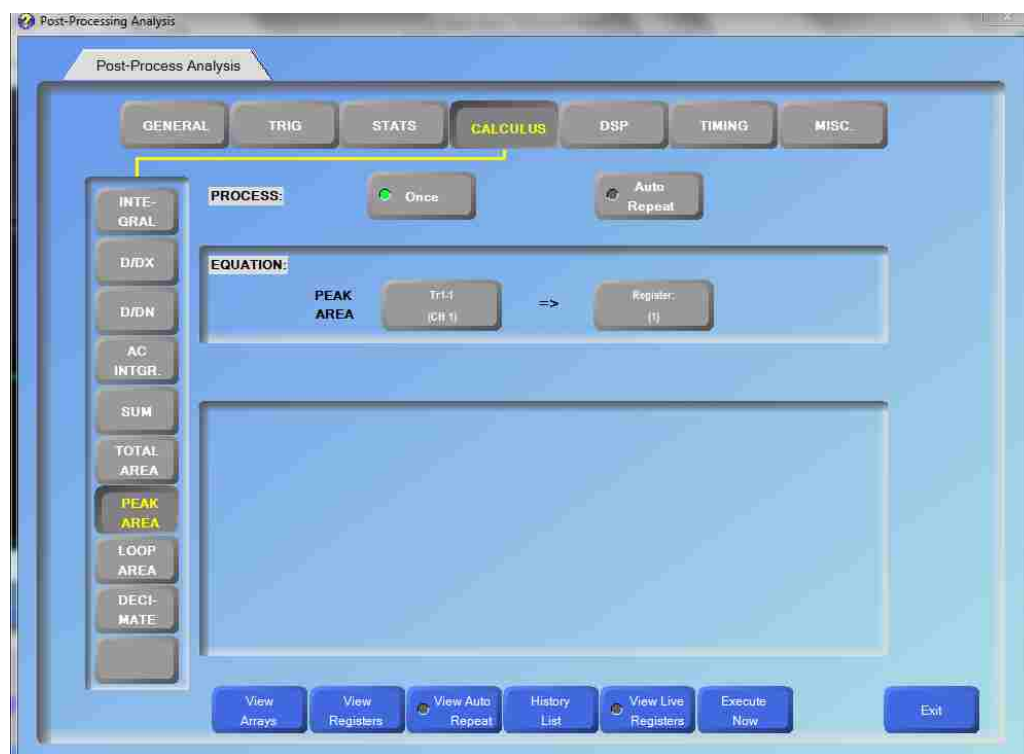 Post-Processing Analysis
Post-Process Analysis
GENERAL
TRIG
STATS
CALCULUS
DSP
TIMING
MISC.
INTE-
GRAL
D/DX
D/DN
AC
INTGR.
SUM
TOTAL
AREA
PEAK
AREA
LOOP
AREA
DECI-
MATE
PROCESS:
Once
Auto
Repeat
EQUATION:
PEAK
AREA
Tr1-1
(CH 1)
=>
Register:
(1)
View
Arrays
View
Registers
View Auto
Repeat
History
List
View Live
Registers
Execute
Now
Exit